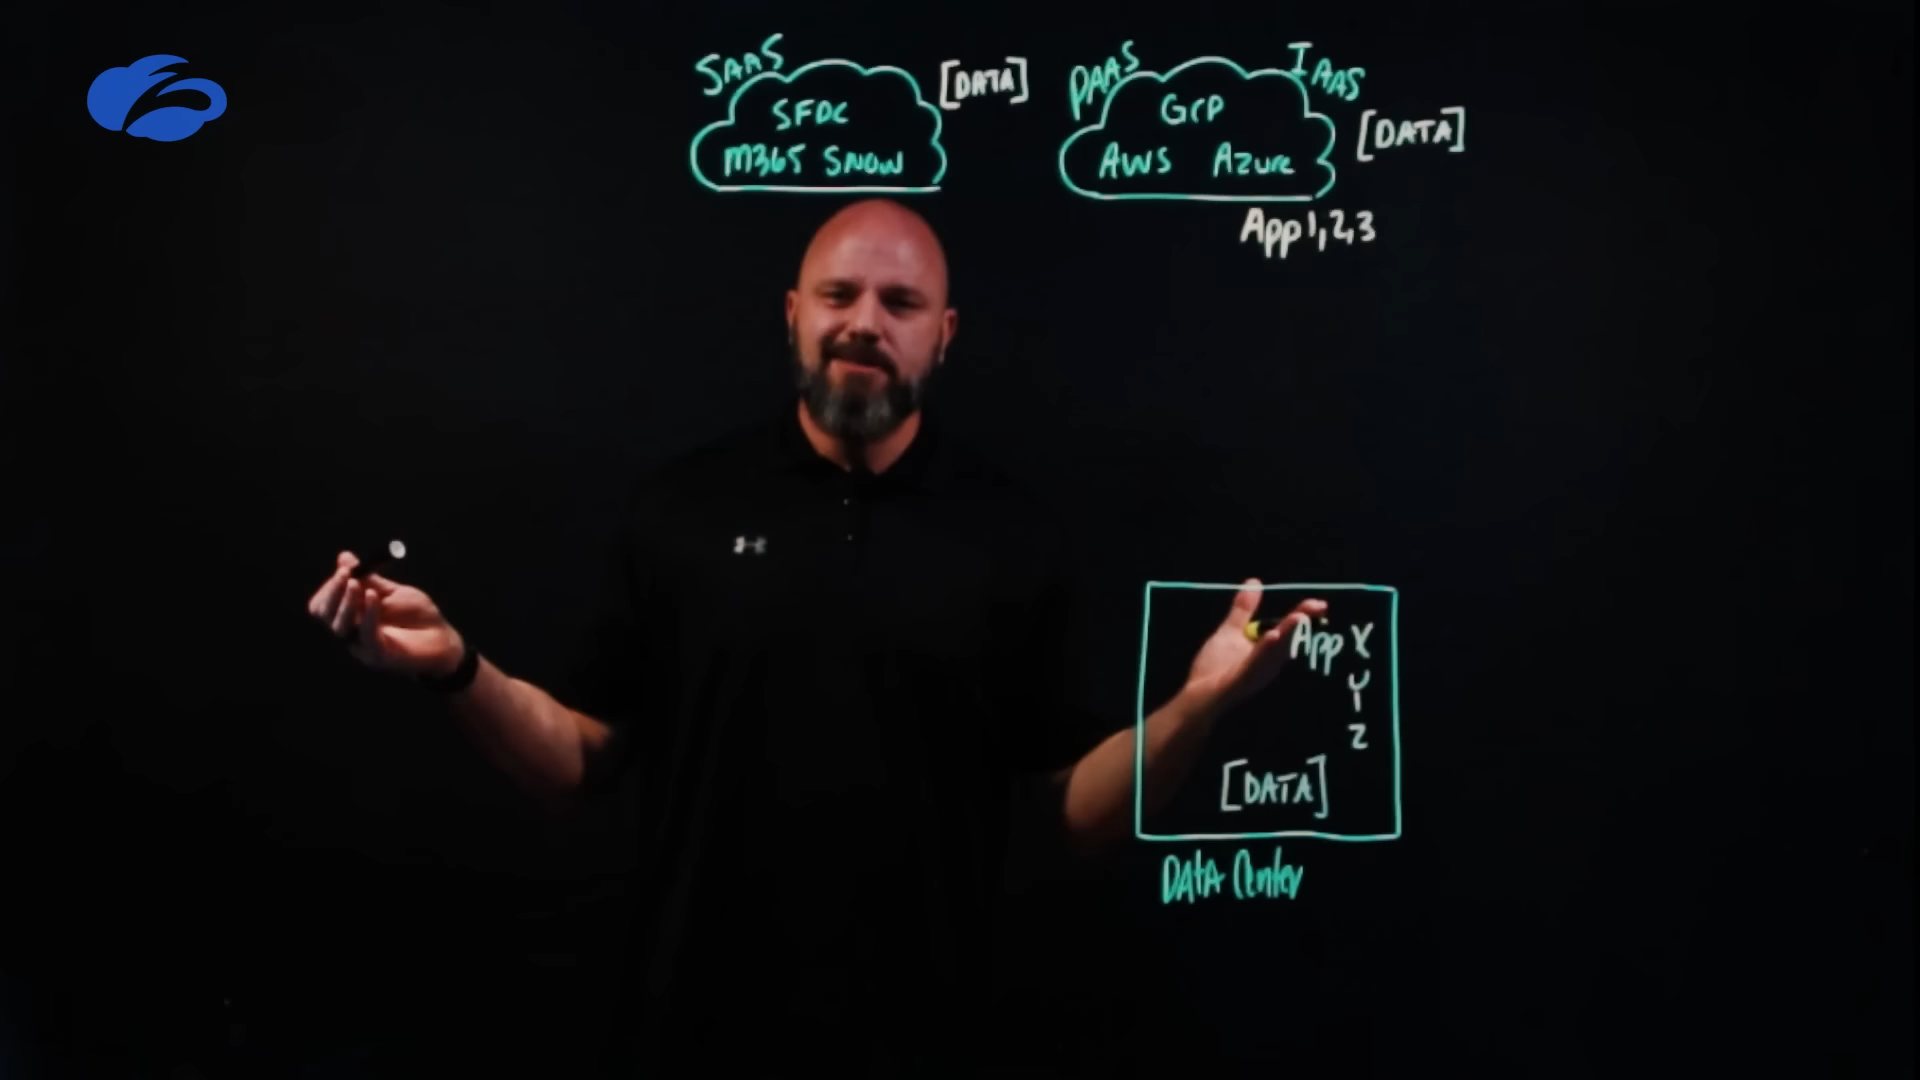 SAAS
SFDC
M365 SNOW
[DATA]
PAAS
IAAS
GCP
AWS Azure
[DATA]
App 1,2,3
App X
Y
Z
[DATA]
DATA Center